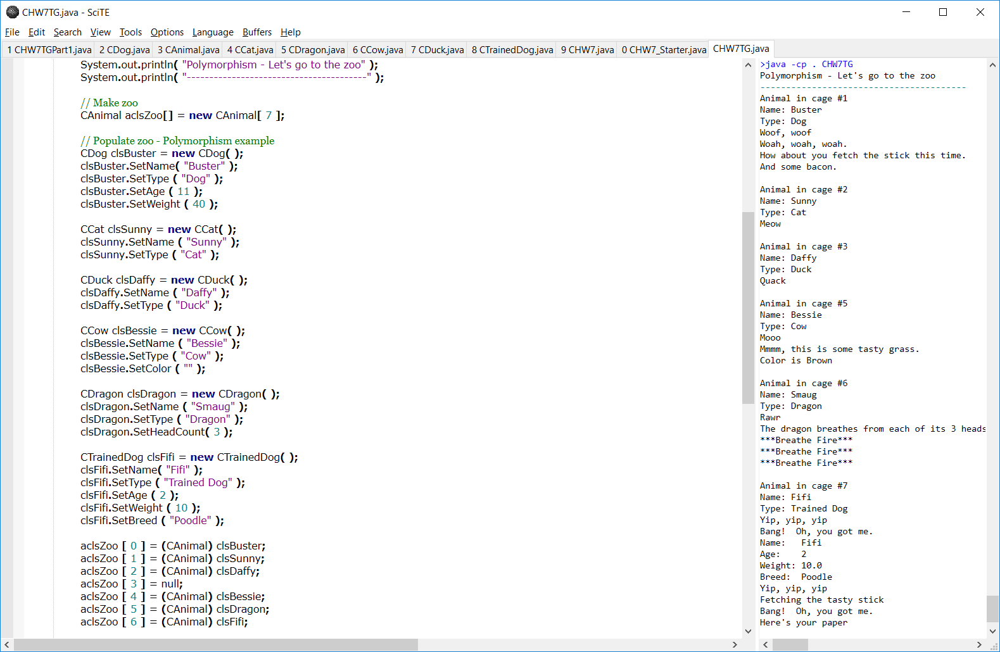 CHW7TG.java - SciTE
File Edit Search View Tools Options Language Buffers Help
1 CHW7TGPart1.java 2 CDog.java 3 CAnimal.java 4 CCat.java 5 CDragon.java 6 CCow.java 7 CDuck.java 8 CTrainedDog.java 9 CHW7.java 0 CHW7_Starter.java CHW7TG.java
System.out.println( "Polymorphism - Let's go to the zoo" );
System.out.println( "----------------------------------------" );
// Make zoo
CAnimal aclsZoo[] = new CAnimal[ 7 ];
// Populate zoo - Polymorphism example
CDog clsBuster = new CDog( );
clsBuster.SetName( "Buster" );
clsBuster.SetType ( "Dog" );
clsBuster.SetAge ( 11 );
clsBuster.SetWeight ( 40 );
CCat clsSunny = new CCat( );
clsSunny.SetName ( "Sunny" );
clsSunny.SetType ( "Cat" );
CDuck clsDaffy = new CDuck( );
clsDaffy.SetName ( "Daffy" );
clsDaffy.SetType ( "Duck" );
CCow clsBessie = new CCow( );
clsBessie.SetName ( "Bessie" );
clsBessie.SetType ( "Cow" );
clsBessie.SetColor ( "" );
CDragon clsDragon = new CDragon( );
clsDragon.SetName ( "Smaug" );
clsDragon.SetType ( "Dragon" );
clsDragon.SetHeadCount( 3 );
CTrainedDog clsFifi = new CTrainedDog( );
clsFifi.SetName( "Fifi" );
clsFifi.SetType ( "Trained Dog" );
clsFifi.SetAge ( 2 );
clsFifi.SetWeight ( 10 );
clsFifi.SetBreed ( "Poodle" );
aclsZoo [ 0 ] = (CAnimal) clsBuster;
aclsZoo [ 1 ] = (CAnimal) clsSunny;
aclsZoo [ 2 ] = (CAnimal) clsDaffy;
aclsZoo [ 3 ] = null;
aclsZoo [ 4 ] = (CAnimal) clsBessie;
aclsZoo [ 5 ] = (CAnimal) clsDragon;
aclsZoo [ 6 ] = (CAnimal) clsFifi;
>java -cp . CHW7TG
Polymorphism - Let's go to the zoo
----------------------------------------
Animal in cage #1
Name: Buster
Type: Dog
Woof, woof
Woah, woah, woah.
How about you fetch the stick this time.
And some bacon.
Animal in cage #2
Name: Sunny
Type: Cat
Meow
Animal in cage #3
Name: Daffy
Type: Duck
Quack
Animal in cage #5
Name: Bessie
Type: Cow
Mooo
Mmmm, this is some tasty grass.
Color is Brown
Animal in cage #6
Name: Smaug
Type: Dragon
Rawr
The dragon breathes from each of its 3 heads
***Breathe Fire***
***Breathe Fire***
***Breathe Fire***
Animal in cage #7
Name: Fifi
Type: Trained Dog
Yip, yip, yip
Bang!  Oh, you got me.
Name:   Fifi
Age:    2
Weight: 10.0
Breed:  Poodle
Yip, yip, yip
Fetching the tasty stick
Bang!  Oh, you got me.
Here's your paper